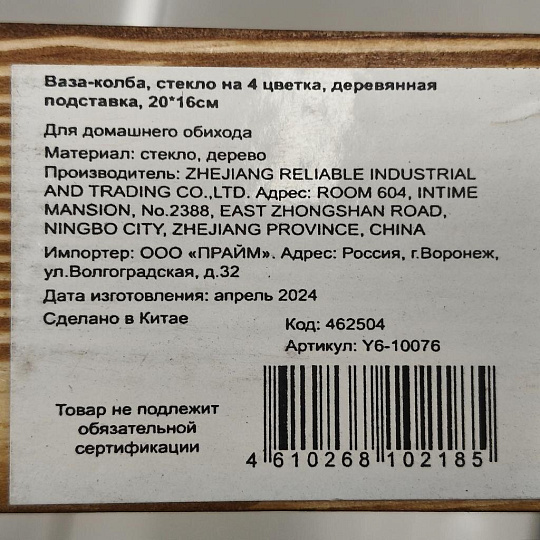 Ваза-колба, стекло на 4 цветка, деревянная
подставка, 20*16см
Для домашнего обихода
Материал: стекло, дерево
Производитель: ZHEJIANG RELIABLE INDUSTRIAL
AND TRADING CO.,LTD. Адрес: ROOM 604, INTIME
MANSION, No.2388, EAST ZHONGSHAN ROAD,
NINGBO CITY, ZHEJIANG PROVINCE, CHINA
Импортер: ООО «ПРАЙМ». Адрес: Россия, г.Воронеж,
ул.Волгоградская, д.32
Дата изготовления: апрель 2024
Сделано в Китае
Код: 462504
Артикул: Y6-10076
Товар не подлежит
обязательной
сертификации
4 610268 102185